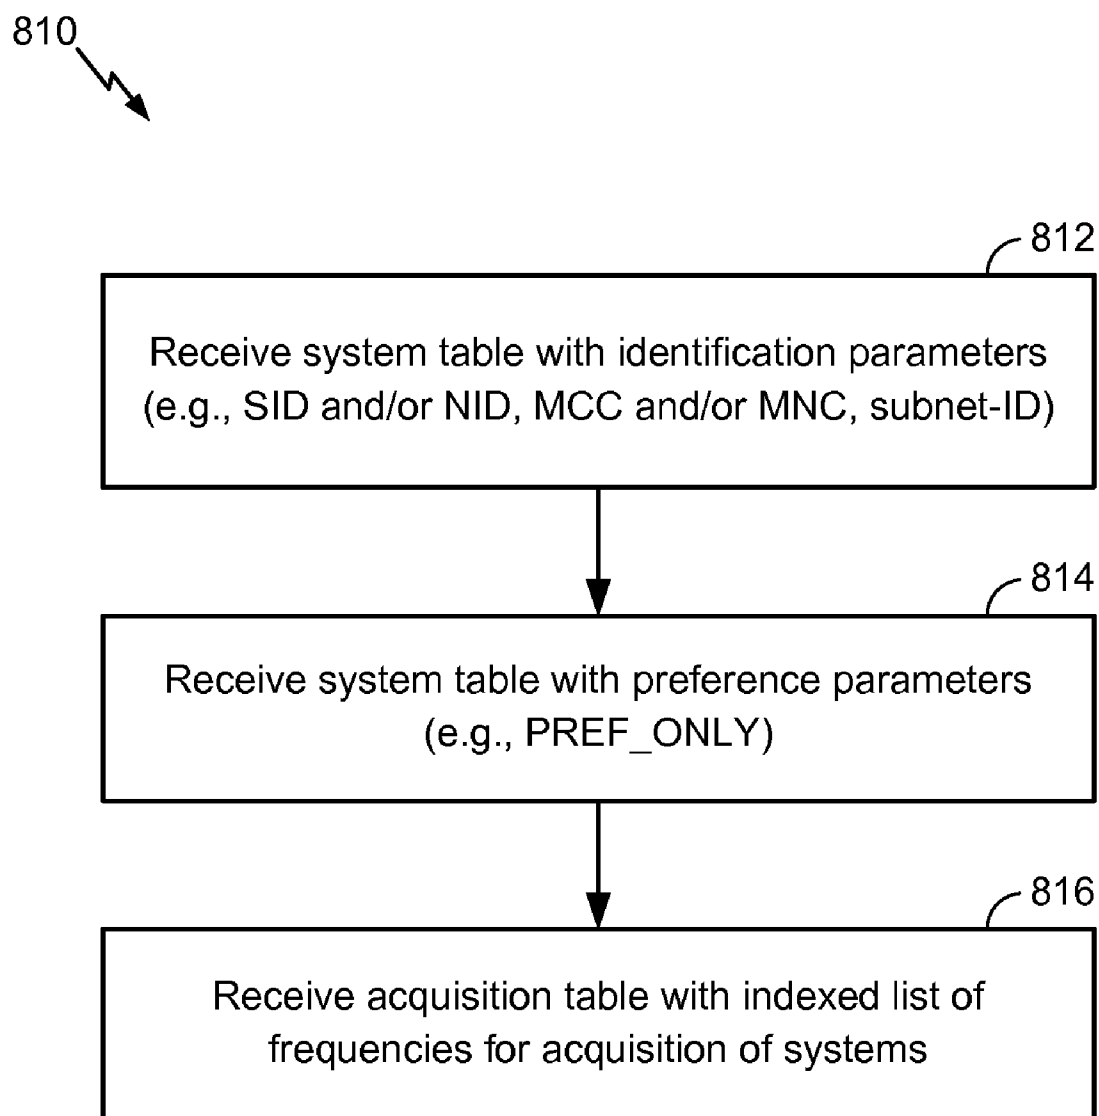 810
812
Receive system table with identification parameters
(e.g., SID and/or NID, MCC and/or MNC, subnet-ID)
814
Receive system table with preference parameters
(e.g., PREF_ONLY)
816
Receive acquisition table with indexed list of
frequencies for acquisition of systems